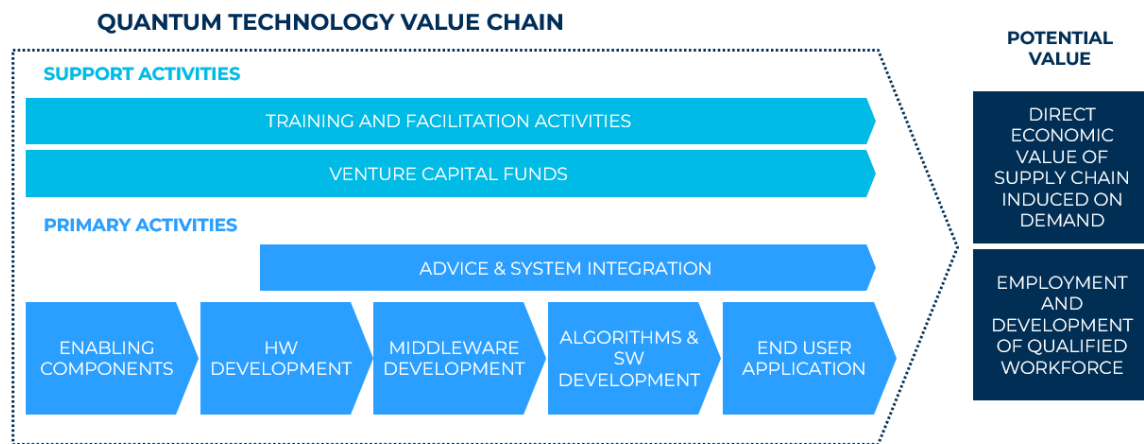 QUANTUM TECHNOLOGY VALUE CHAIN
SUPPORT ACTIVITIES
TRAINING AND FACILITATION ACTIVITIES
VENTURE CAPITAL FUNDS
PRIMARY ACTIVITIES
ADVICE & SYSTEM INTEGRATION
ENABLING
COMPONENTS
HW
DEVELOPMENT
MIDDLEWARE
DEVELOPMENT
ALGORITHMS &
SW
DEVELOPMENT
END USER
APPLICATION
POTENTIAL
VALUE
DIRECT
ECONOMIC
VALUE OF
SUPPLY CHAIN
INDUCED ON
DEMAND
EMPLOYMENT
AND
DEVELOPMENT
OF QUALIFIED
WORKFORCE